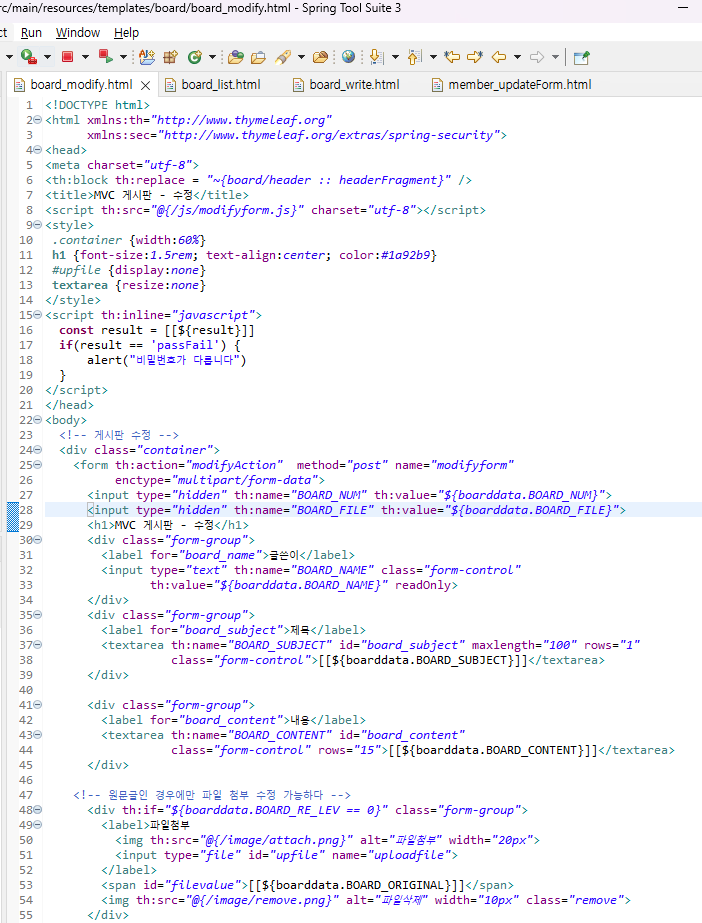 rc/main/resources/templates/board/board_modify.html - Spring Tool Suite 3
ct Run Window Help
board_modify.html board_list.html board_write.html member_updateForm.html
1 <!DOCTYPE html>
2 <html xmlns:th="http://www.thymeleaf.org"
3 xmlns:sec="http://www.thymeleaf.org/extras/spring-security">
4 <head>
5 <meta charset="utf-8">
6 <th:block th:replace = "~{board/header :: headerFragment}" />
7 <title>MVC 게시판 - 수정</title>
8 <script th:src="@{/js/modifyform.js}" charset="utf-8"></script>
9 <style>
10 .container {width:60%}
11 h1 {font-size:1.5rem; text-align:center; color:#1a92b9}
12 #upfile {display:none}
13 textarea {resize:none}
14 </style>
15 <script th:inline="javascript">
16 const result = [[${result}]]
17 if(result == 'passFail') {
18 alert("비밀번호가 다릅니다")
19 }
20 </script>
21 </head>
22 <body>
23 <!-- 게시판 수정 -->
24 <div class="container">
25 <form th:action="modifyAction" method="post" name="modifyform"
26 enctype="multipart/form-data">
27 <input type="hidden" th:name="BOARD_NUM" th:value="${boarddata.BOARD_NUM}">
28 <input type="hidden" th:name="BOARD_FILE" th:value="${boarddata.BOARD_FILE}">
29 <h1>MVC 게시판 - 수정</h1>
30 <div class="form-group">
31 <label for="board_name">글쓴이</label>
32 <input type="text" th:name="BOARD_NAME" class="form-control"
33 th:value="${boarddata.BOARD_NAME}" readOnly>
34 </div>
35 <div class="form-group">
36 <label for="board_subject">제목</label>
37 <textarea th:name="BOARD_SUBJECT" id="board_subject" maxlength="100" rows="1"
38 class="form-control">[[${boarddata.BOARD_SUBJECT}]]</textarea>
39 </div>
40
41 <div class="form-group">
42 <label for="board_content">내용</label>
43 <textarea th:name="BOARD_CONTENT" id="board_content"
44 class="form-control" rows="15">[[${boarddata.BOARD_CONTENT}]]</textarea>
45 </div>
46
47 <!-- 원문글인 경우에만 파일 첨부 수정 가능하다 -->
48 <div th:if="${boarddata.BOARD_RE_LEV == 0}" class="form-group">
49 <label>파일첨부
50 <img th:src="@{/image/attach.png}" alt="파일첨부" width="20px">
51 <input type="file" id="upfile" name="uploadfile">
52 </label>
53 <span id="filevalue">[[${boarddata.BOARD_ORIGINAL}]]</span>
54 <img th:src="@{/image/remove.png}" alt="파일삭제" width="10px" class="remove">
55 </div>